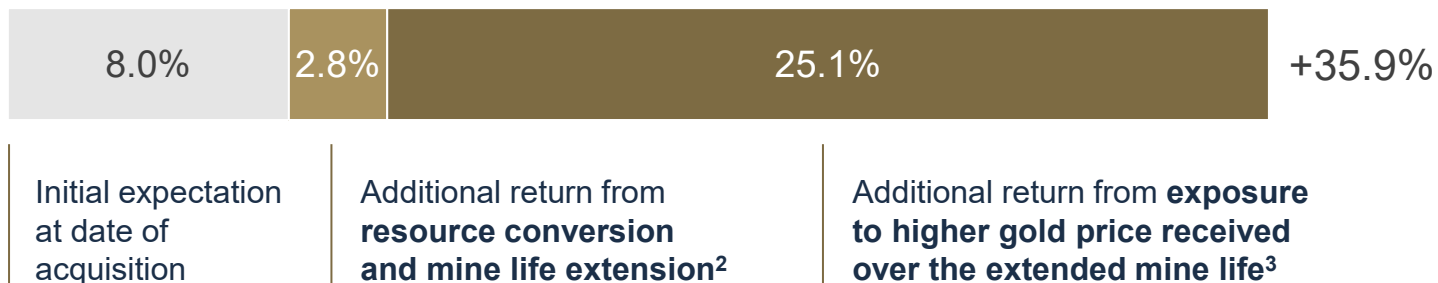 8.0%
2.8%
25.1%
+35.9%
Initial expectation
at date of
acquisition
Additional return from
resource conversion
and mine life extension²
Additional return from exposure
to higher gold price received
over the extended mine life³